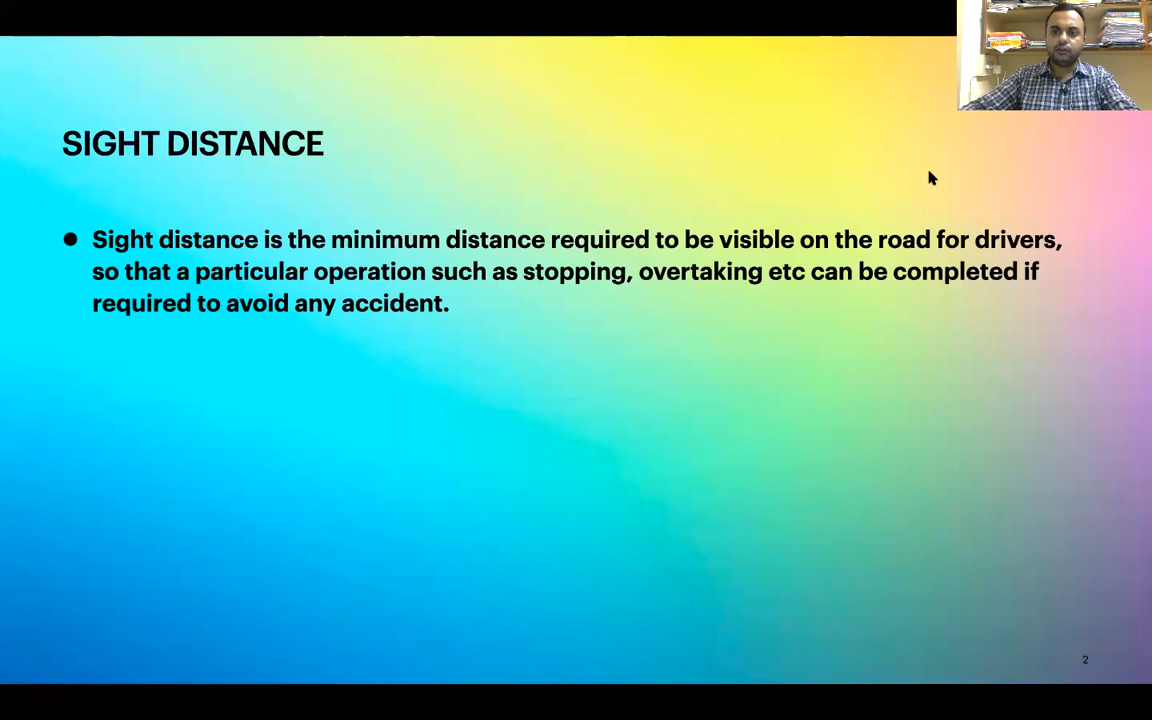 SIGHT DISTANCE
● Sight distance is the minimum distance required to be visible on the road for drivers,
so that a particular operation such as stopping, overtaking etc can be completed if
required to avoid any accident.
2